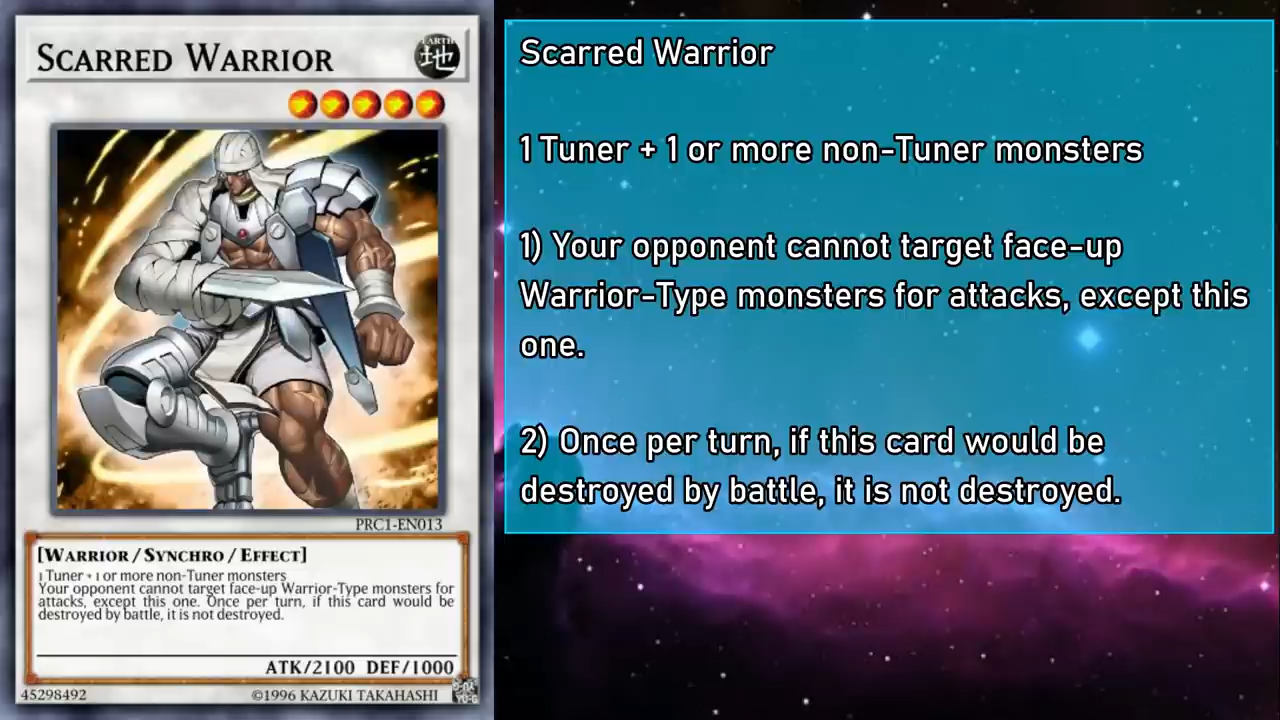 SCARRED WARRIOR
EARTH
地
PRC1-EN013
[WARRIOR / SYNCHRO / EFFECT]
1 Tuner + 1 or more non-Tuner monsters
Your opponent cannot target face-up Warrior-Type monsters for
attacks, except this one. Once per turn, if this card would be
destroyed by battle, it is not destroyed.
ATK/2100 DEF/1000
45298492
©1996 KAZUKI TAKAHASHI
Scarred Warrior
1 Tuner + 1 or more non-Tuner monsters
1) Your opponent cannot target face-up
Warrior-Type monsters for attacks, except this
one.
2) Once per turn, if this card would be
destroyed by battle, it is not destroyed.